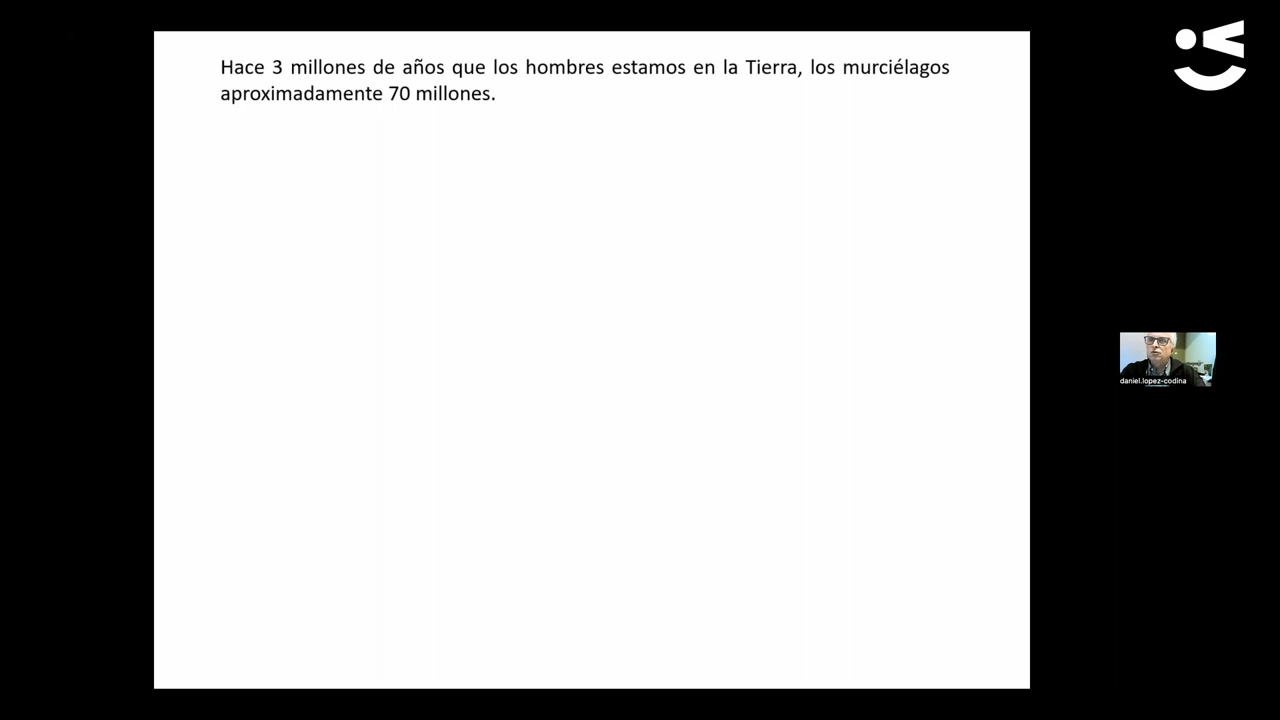 Hace 3 millones de años que los hombres estamos en la Tierra, los murciélagos
aproximadamente 70 millones.
daniel.lopez-codina